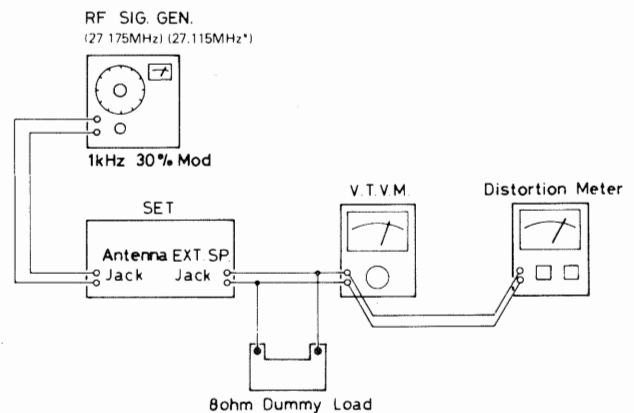 RF SIG. GEN.
(27 175MHz) (27.115MHz*)
1kHz 30% Mod
SET
Antenna EXT. SP.
Jack Jack
V.T.V.M.
Distortion Meter
8ohm Dummy Load